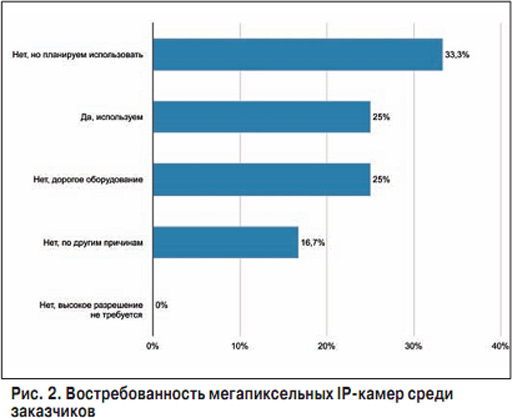 Нет, но планируем использовать
33,3%
Да, используем
25%
Нет, дорогое оборудование
25%
Нет, по другим причинам
16,7%
Нет, высокое разрешение
не требуется
0%
0% 10% 20% 30% 40%
Рис. 2. Востребованность мегапиксельных IP-камер среди
заказчиков